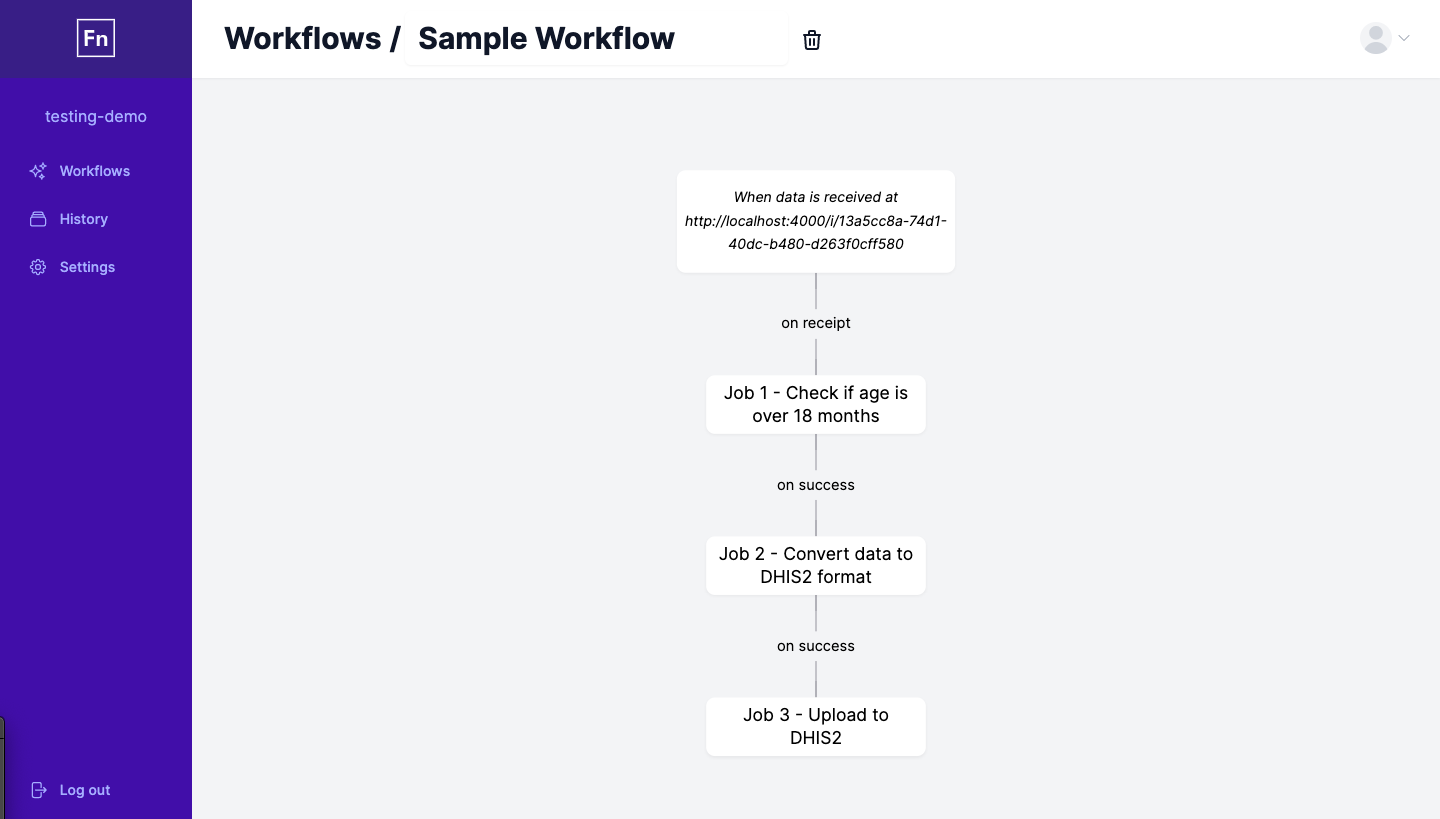 Fn
Workflows / Sample Workflow
testing-demo
Workflows
History
Settings
When data is received at
http://localhost:4000/i/13a5cc8a-74d1-
40dc-b480-d263f0cff580
on receipt
Job 1 - Check if age is
over 18 months
on success
Job 2 - Convert data to
DHIS2 format
on success
Job 3 - Upload to
DHIS2
Log out